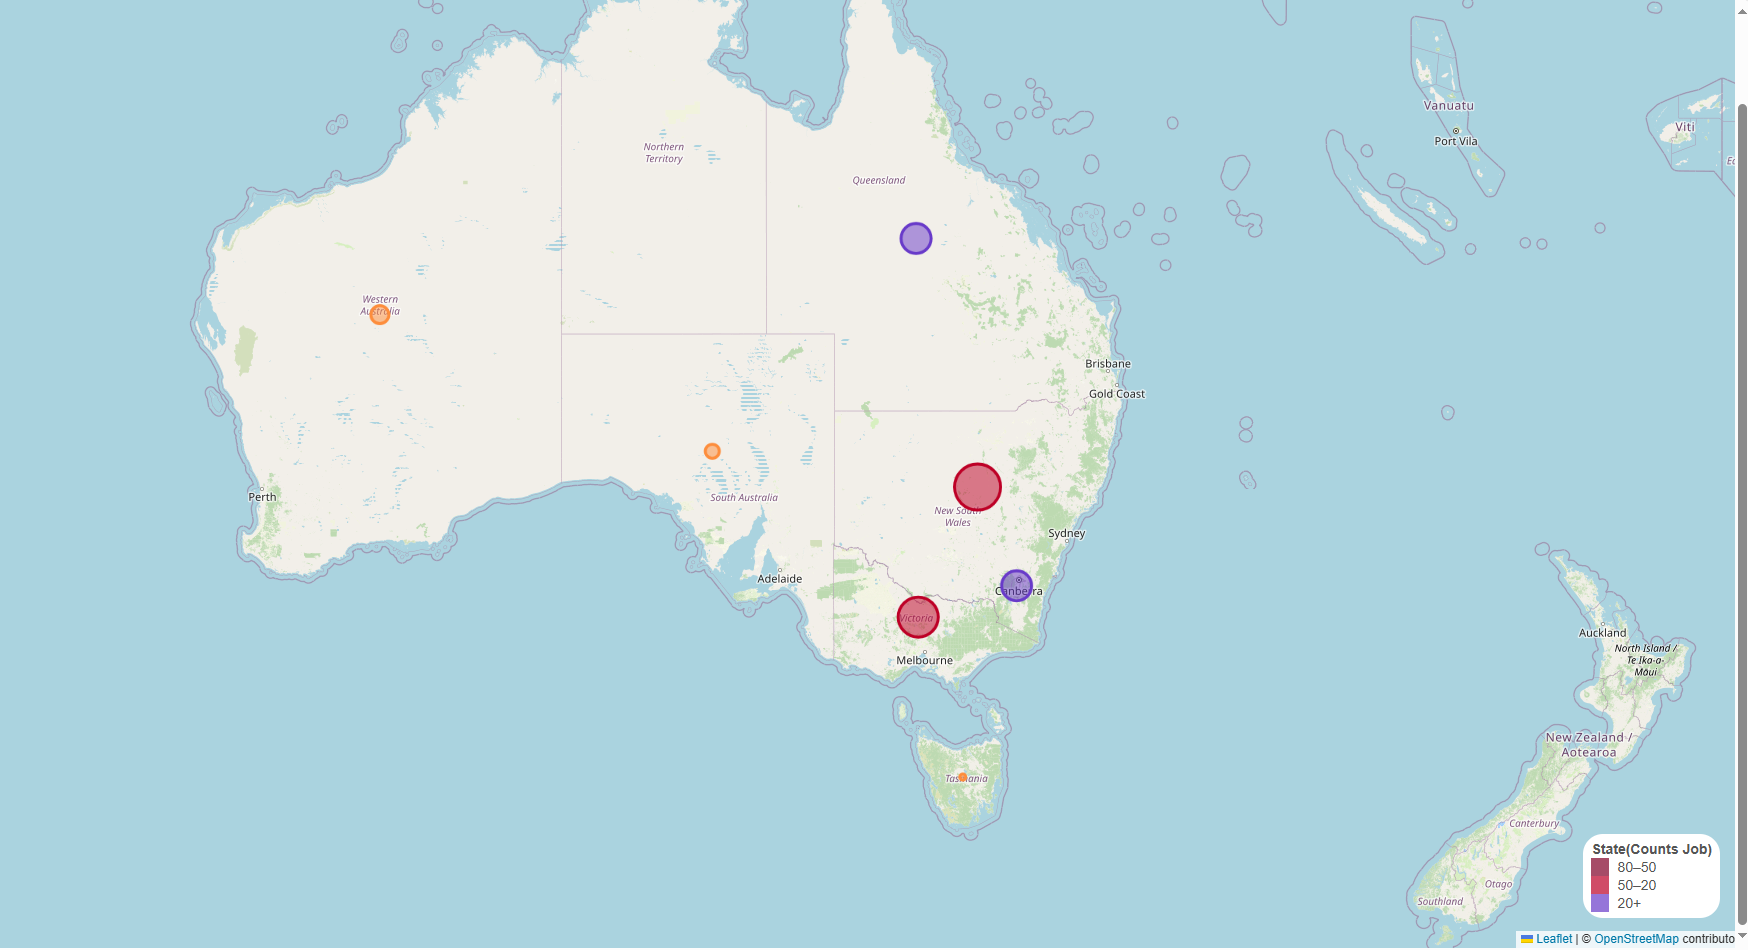 Vanuatu
Port Vila
Viti
Northern
Territory
Queensland
Western
Australia
Brisbane
Gold Coast
Perth
South Australia
New South
Wales
Sydney
Adelaide
Canberra
Victoria
Melbourne
Auckland
North Island /
Te Ika-a-
Māui
New Zealand /
Aotearoa
Tasmania
Canterbury
Otago
Southland
State(Counts Job)
80–50
50–20
20+
Leaflet | © OpenStreetMap contributo